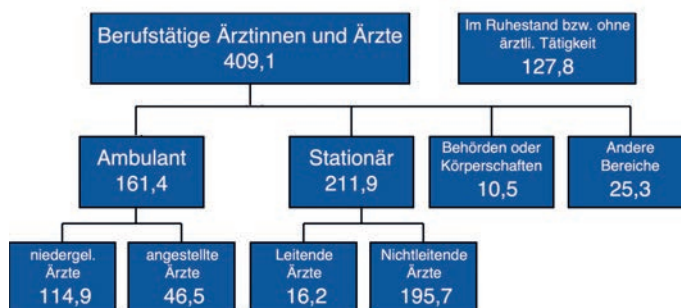 Berufstätige Ärztinnen und Ärzte
409,1
Im Ruhestand bzw. ohne
ärztli. Tätigkeit
127,8
Ambulant
161,4
Stationär
211,9
Behörden oder
Körperschaften
10,5
Andere
Bereiche
25,3
niedergel.
Ärzte
114,9
angestellte
Ärzte
46,5
Leitende
Ärzte
16,2
Nichtleitende
Ärzte
195,7